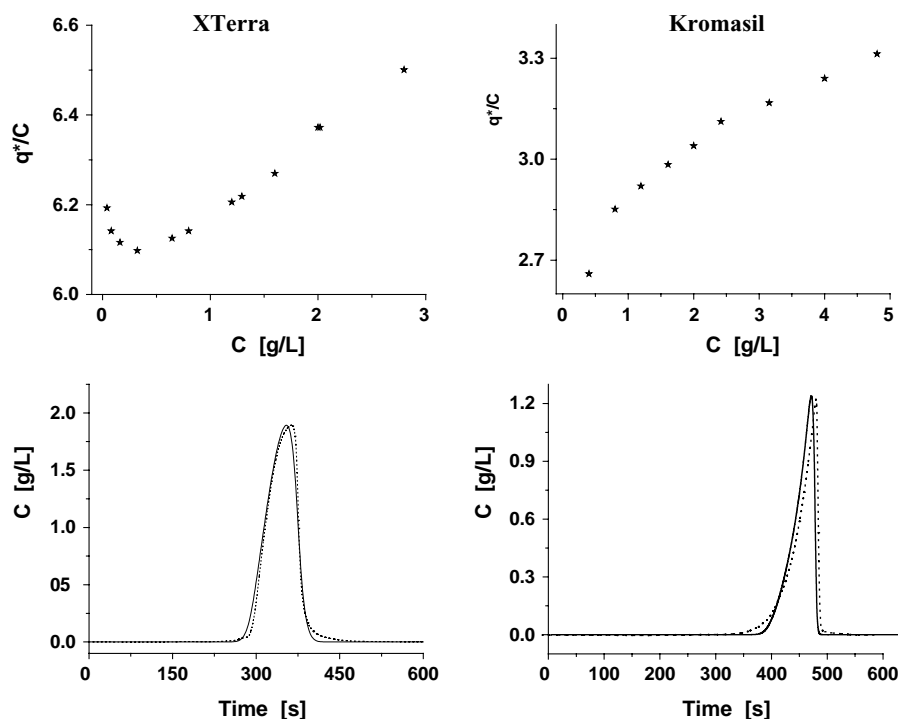 XTerra
6.6
6.4
6.2
6.0
q*/C
0 1 2 3
C [g/L]
Kromasil
3.3
3.0
2.7
q*/C
0 1 2 3 4 5
C [g/L]
2.0
1.5
1.0
05
0.0
C [g/L]
0 150 300 450 600
Time [s]
1.2
0.9
0.6
0.3
0.0
C [g/L]
0 100 200 300 400 500 600
Time [s]